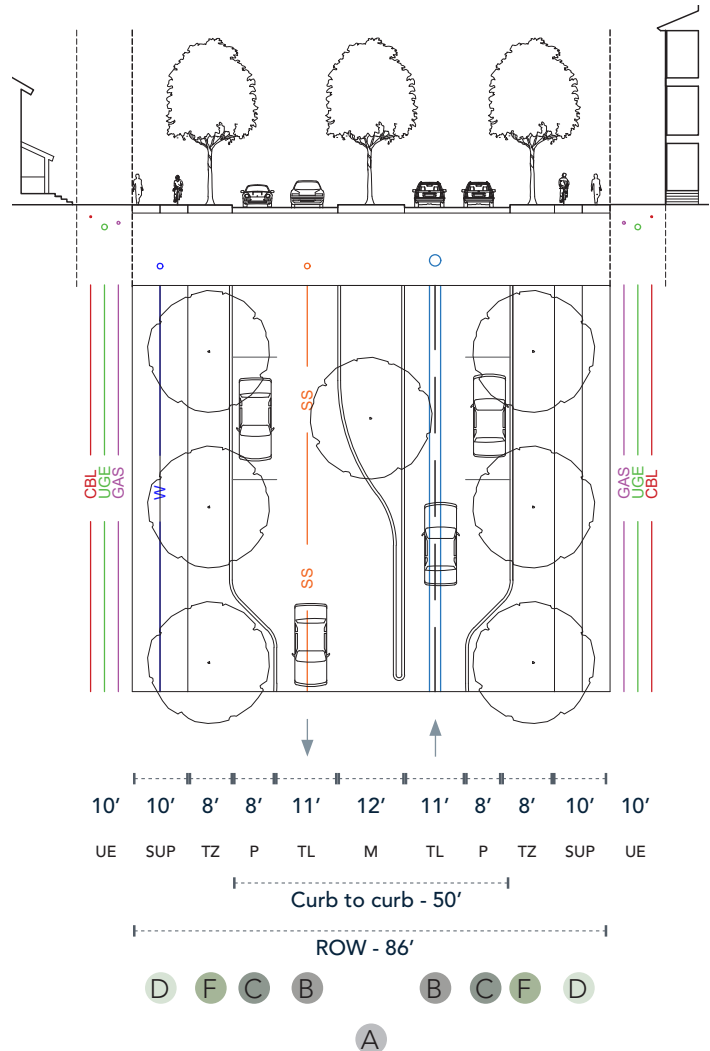 CBL UGE GAS W SS GAS UGE CBL
SS
10’ 10’ 8’ 8’ 11’ 12’ 11’ 8’ 8’ 10’ 10’
UE SUP TZ P TL M TL P TZ SUP UE
Curb to curb - 50’
ROW - 86’
D F C B B C F D
A